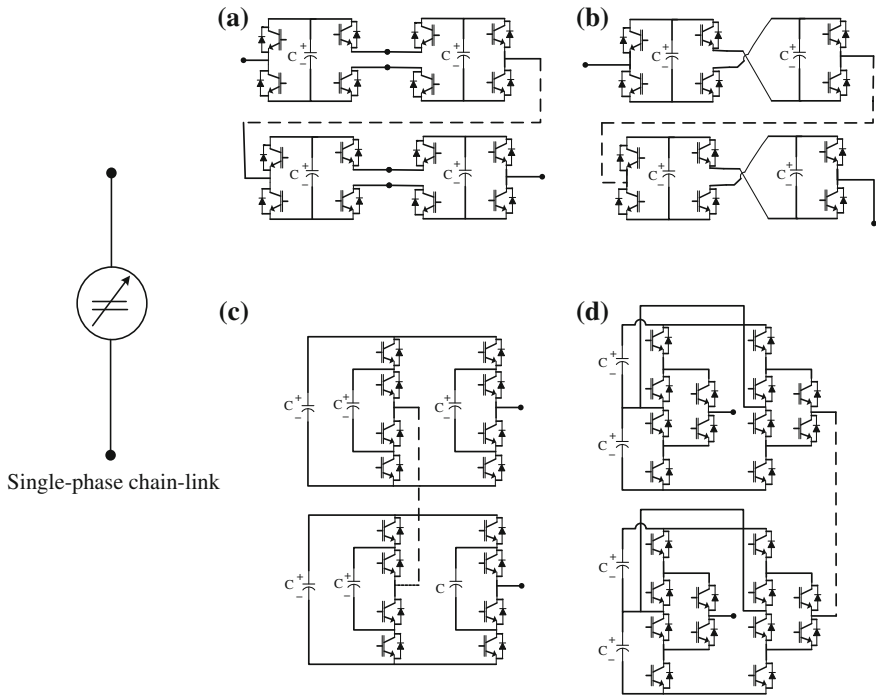 (a)
(b)
C + −
C + −
C + −
C + −
C + −
C + −
C + −
C + −
(c)
(d)
Single-phase chain-link
C + −
C + −
C + −
C + −
C + −
C + −
C + −
C
C + −
C + −